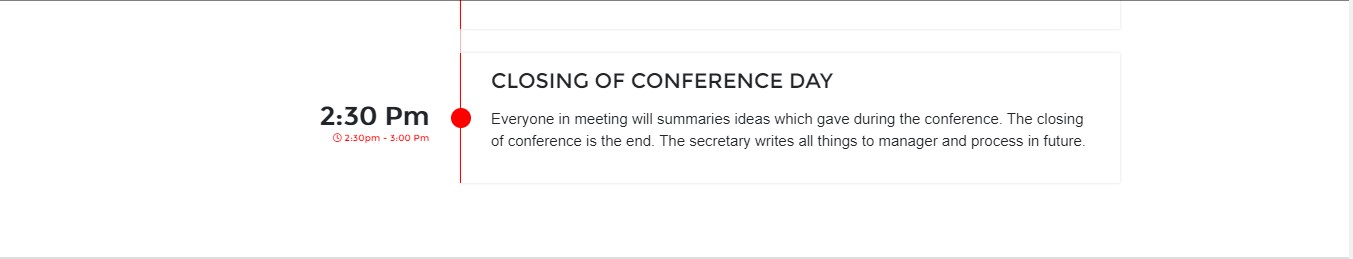 CLOSING OF CONFERENCE DAY
2:30 Pm
2:30pm - 3:00 Pm
Everyone in meeting will summaries ideas which gave during the conference. The closing
of conference is the end. The secretary writes all things to manager and process in future.